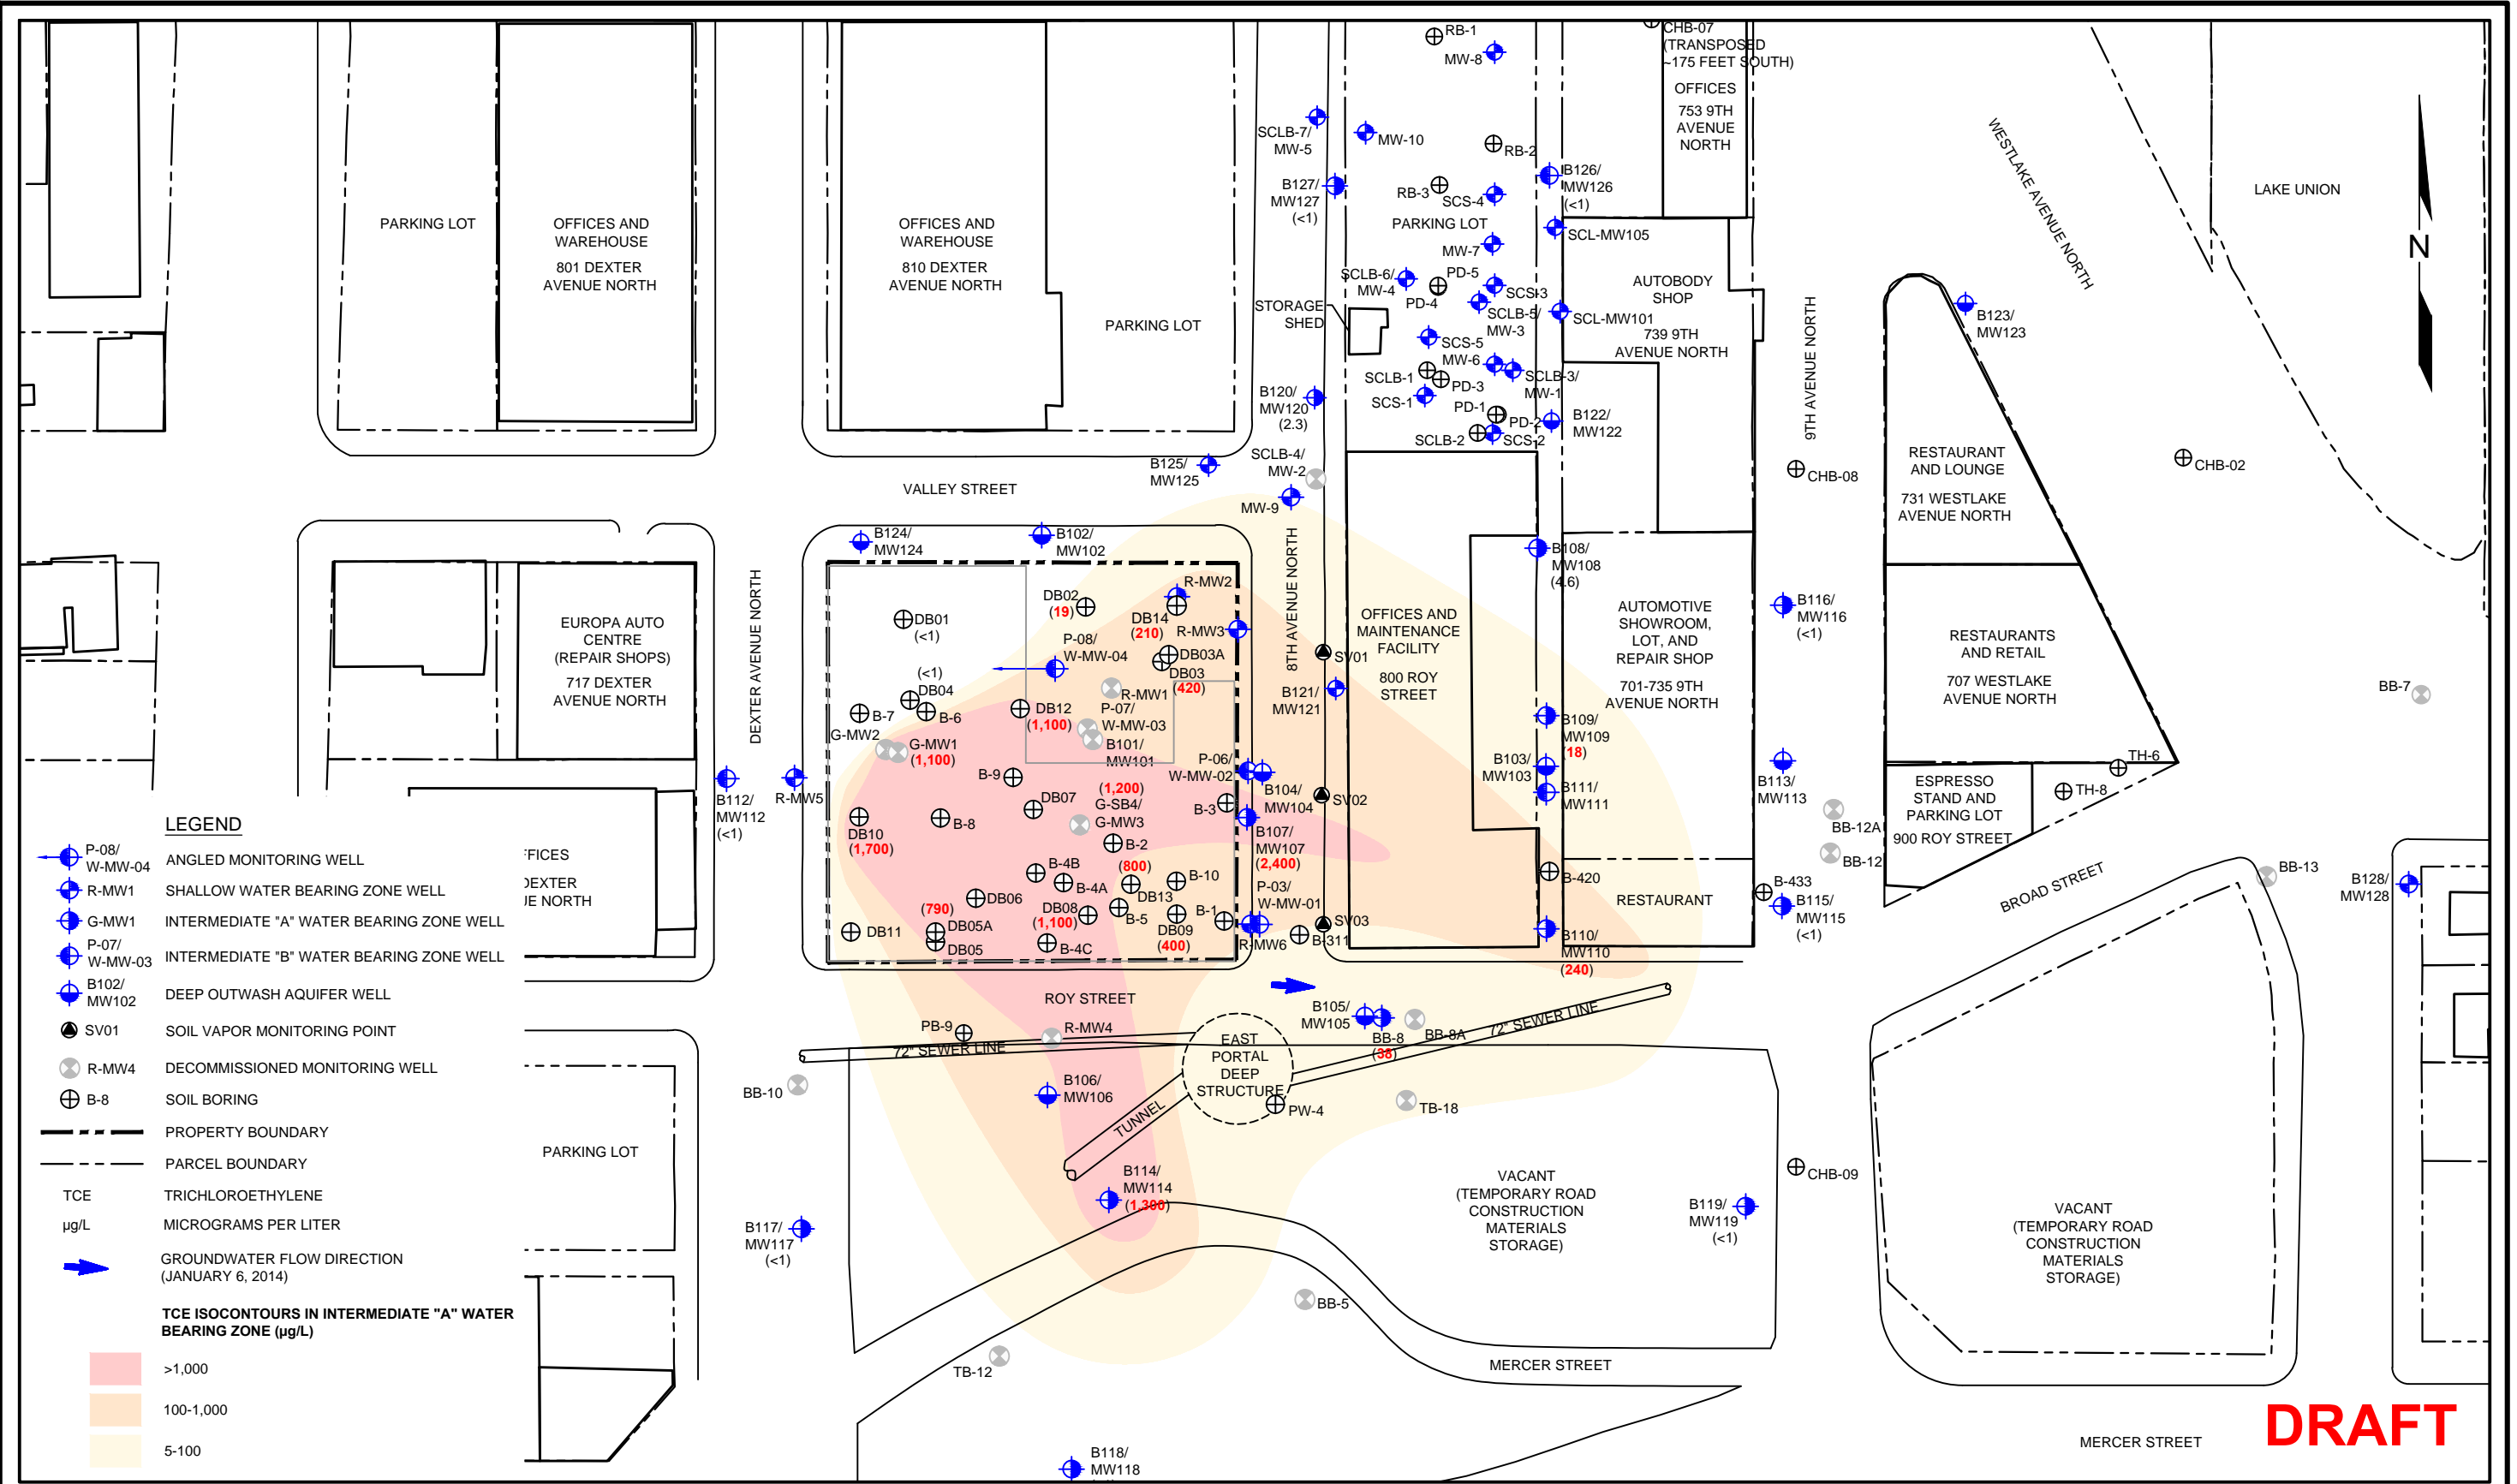 RB-1
MW-8
CHB-07
(TRANSPOSED
~175 FEET SOUTH)
OFFICES
753 9TH
AVENUE
NORTH
SCLB-7/
MW-5
MW-10
RB-2
B127/
MW127
(<1)
RB-3
SCS-4
PARKING LOT
B126/
MW126
(<1)
SCL-MW105
MW-7
WESTLAKE AVENUE NORTH
LAKE UNION
N
PARKING LOT
OFFICES AND
WAREHOUSE
801 DEXTER
AVENUE NORTH
OFFICES AND
WAREHOUSE
810 DEXTER
AVENUE NORTH
PARKING LOT
SCLB-6/
MW-4
PD-5
PD-4
SCS-3
SCLB-5/
MW-3
STORAGE
SHED
SCL-MW101
AUTOBODY
SHOP
739 9TH
AVENUE NORTH
SCS-5
MW-6
SCLB-1
PD-3
SCLB-3/
MW-1
SCS-1
PD-1
PD-2
SCLB-2
SCS-2
B122/
MW122
B120/
MW120
(2.3)
9TH AVENUE NORTH
B123/
MW123
RESTAURANT
AND LOUNGE
731 WESTLAKE
AVENUE NORTH
CHB-08
CHB-02
B125/
MW125
SCLB-4/
MW-2
MW-9
VALLEY STREET
B124/
MW124
B102/
MW102
8TH AVENUE NORTH
B108/
MW108
(4.6)
EUROPA AUTO
CENTRE
(REPAIR SHOPS)
717 DEXTER
AVENUE NORTH
DEXTER AVENUE NORTH
DB01
(<1)
DB02
(19)
R-MW2
DB14
(210)
R-MW3
P-08/
W-MW-04
DB03A
DB03
(420)
(<1)
DB04
B-7
B-6
G-MW2
G-MW1
(1,100)
DB12
(1,100)
R-MW1
P-07/
W-MW-03
B101/
MW101
SV01
B121/
MW121
OFFICES AND
MAINTENANCE
FACILITY
800 ROY
STREET
AUTOMOTIVE
SHOWROOM,
LOT, AND
REPAIR SHOP
701-735 9TH
AVENUE NORTH
B116/
MW116
(<1)
RESTAURANTS
AND RETAIL
707 WESTLAKE
AVENUE NORTH
BB-7
B109/
MW109
(18)
B103/
MW103
B111/
MW111
B113/
MW113
TH-6
TH-8
ESPRESSO
STAND AND
PARKING LOT
900 ROY STREET
BB-12A
BB-12
B112/
MW112
(<1)
R-MW5
B-9
(1,200)
G-SB4/
G-MW3
P-06/
W-MW-02
B104/
MW104
B-3
SV02
DB07
B-8
DB10
(1,700)
B107/
MW107
(2,400)
B-2
(800)
B-4B
B-4A
DB13
B-10
P-03/
W-MW-01
DB06
(790)
DB05A
DB05
DB08
(1,100)
B-5
B-4C
DB11
DB09
(400)
B-1
R-MW6
B-311
SV03
B-420
RESTAURANT
B110/
MW110
(240)
B-433
B115/
MW115
(<1)
BROAD STREET
BB-13
B128/
MW128
FFICES
DEXTER
UE NORTH
ROY STREET
PB-9
R-MW4
72" SEWER LINE
EAST
PORTAL
DEEP
STRUCTURE
B105/
MW105
BB-8
(38)
BB-8A
72" SEWER LINE
BB-10
B106/
MW106
TUNNEL
PW-4
TB-18
PARKING LOT
B114/
MW114
(1,300)
B117/
MW117
(<1)
VACANT
(TEMPORARY ROAD
CONSTRUCTION
MATERIALS
STORAGE)
B119/
MW119
(<1)
CHB-09
VACANT
(TEMPORARY ROAD
CONSTRUCTION
MATERIALS
STORAGE)
BB-5
TB-12
MERCER STREET
MERCER STREET
B118/
MW118
DRAFT
LEGEND
P-08/
W-MW-04
ANGLED MONITORING WELL
R-MW1
SHALLOW WATER BEARING ZONE WELL
G-MW1
INTERMEDIATE "A" WATER BEARING ZONE WELL
P-07/
W-MW-03
INTERMEDIATE "B" WATER BEARING ZONE WELL
B102/
MW102
DEEP OUTWASH AQUIFER WELL
SV01
SOIL VAPOR MONITORING POINT
R-MW4
DECOMMISSIONED MONITORING WELL
B-8
SOIL BORING
PROPERTY BOUNDARY
PARCEL BOUNDARY
TCE
TRICHLOROETHYLENE
µg/L
MICROGRAMS PER LITER
GROUNDWATER FLOW DIRECTION
(JANUARY 6, 2014)
TCE ISOCONTOURS IN INTERMEDIATE "A" WATER
BEARING ZONE (µg/L)
>1,000
100-1,000
5-100